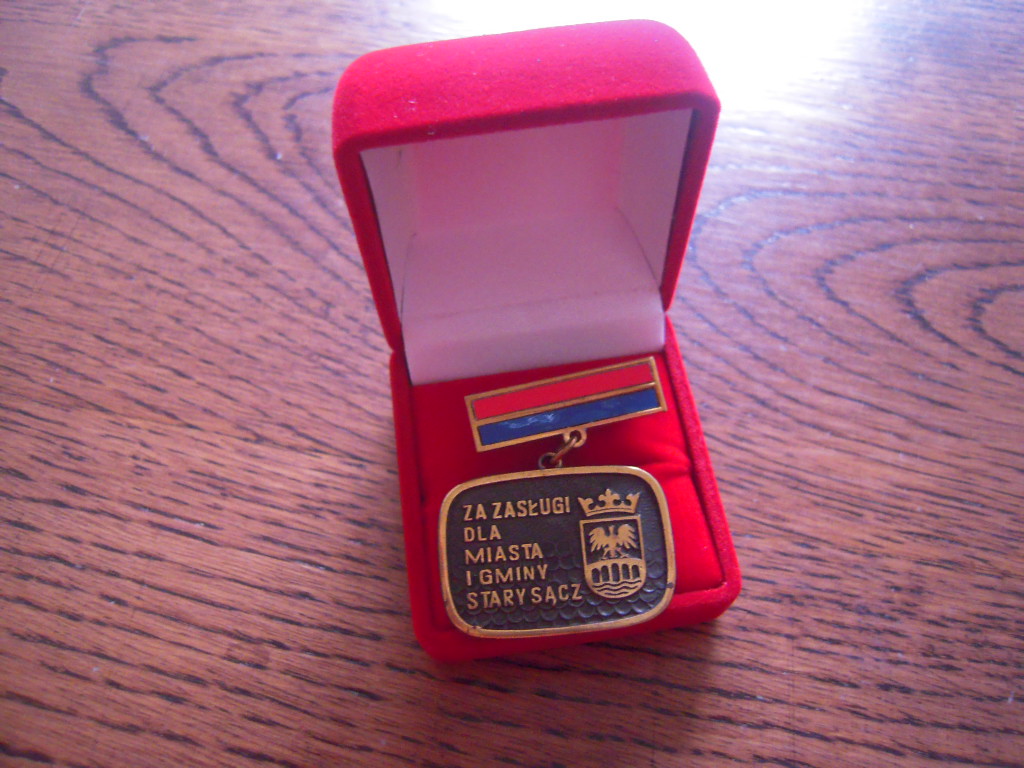 ZA ZASŁUGI
DLA
MIASTA
I GMINY
STARY SĄCZ